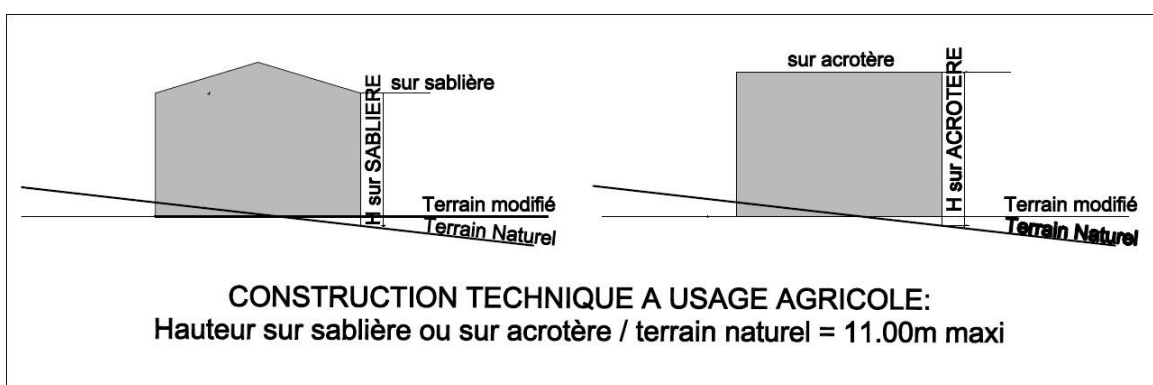 sur sablière
H sur SABLIERE
Terrain modifié
Terrain Naturel
sur acrotère
H sur ACROTERE
Terrain modifié
Terrain Naturel
CONSTRUCTION TECHNIQUE A USAGE AGRICOLE:
Hauteur sur sablière ou sur acrotère / terrain naturel = 11.00m maxi